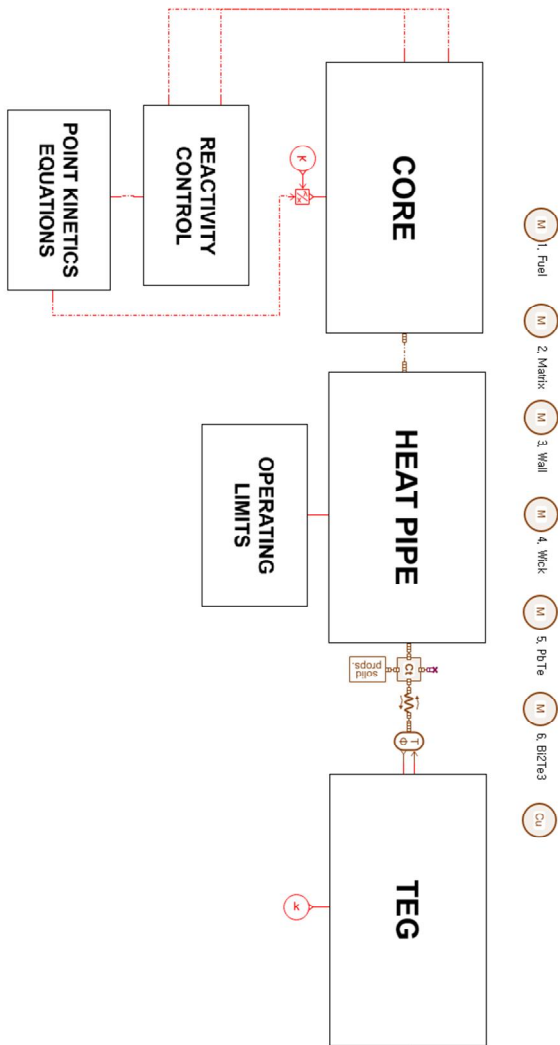 M
1. Fuel
M
2. Matrix
M
3. Wall
M
4. Wick
M
5. PbTe
M
6. Bi2Te3
Cu
CORE
HEAT PIPE
TEG
K
Ct
solid
props.
T
Φ
k
REACTIVITY
CONTROL
OPERATING
LIMITS
POINT KINETICS
EQUATIONS